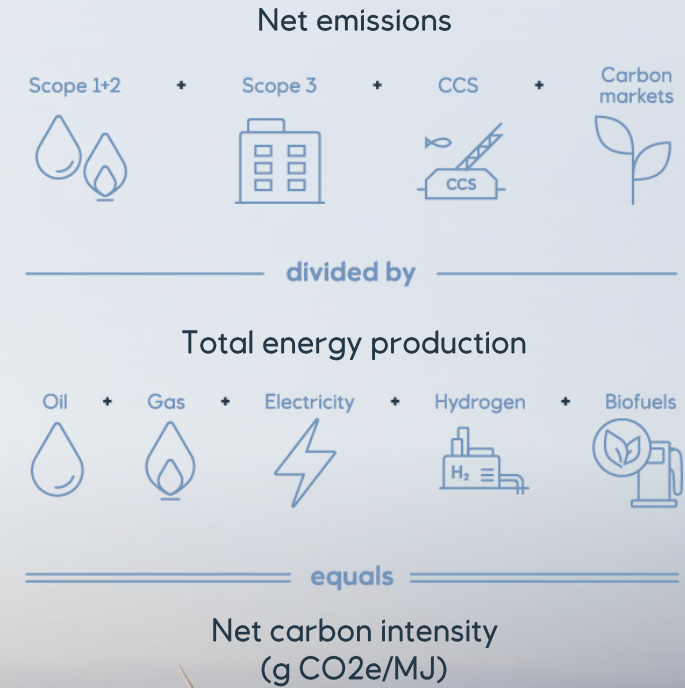 Net emissions
Scope 1+2 + Scope 3 + CCS + Carbon markets
CCS
divided by
Total energy production
Oil + Gas + Electricity + Hydrogen + Biofuels
H₂
equals
Net carbon intensity
(g CO2e/MJ)